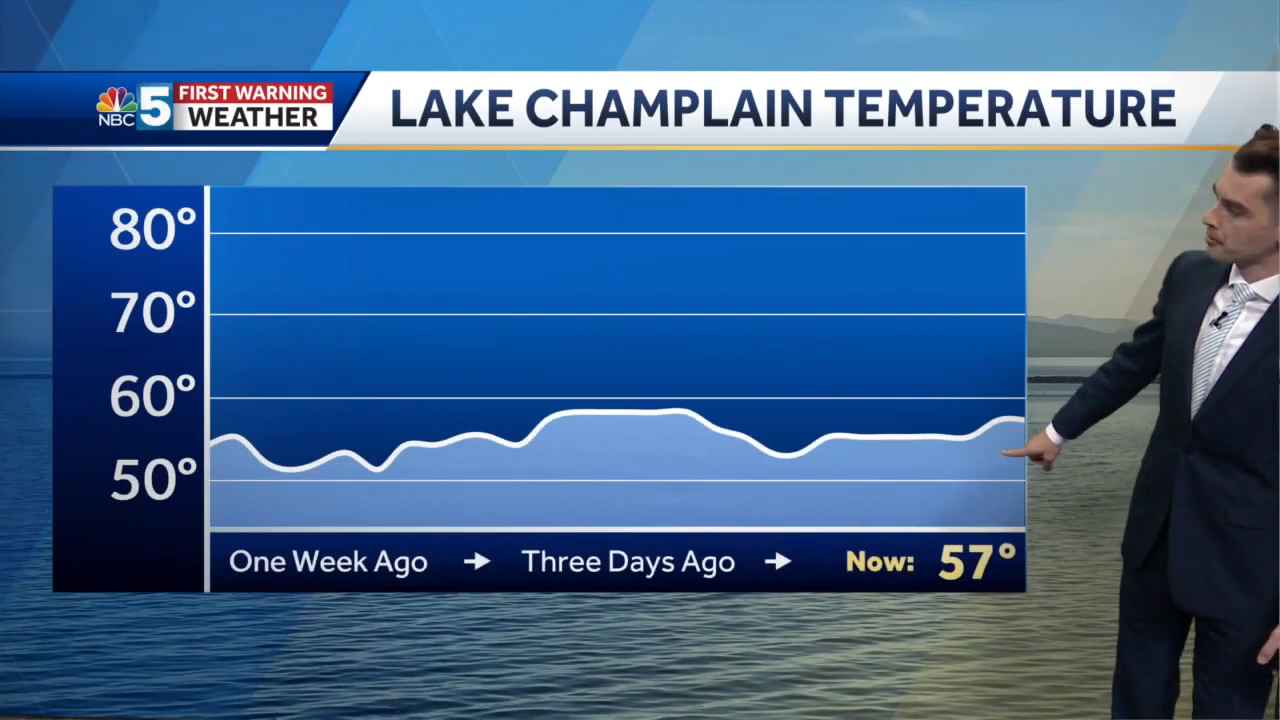 NBC 5 FIRST WARNING
WEATHER
LAKE CHAMPLAIN TEMPERATURE
80°
70°
60°
50°
One Week Ago → Three Days Ago → Now: 57°